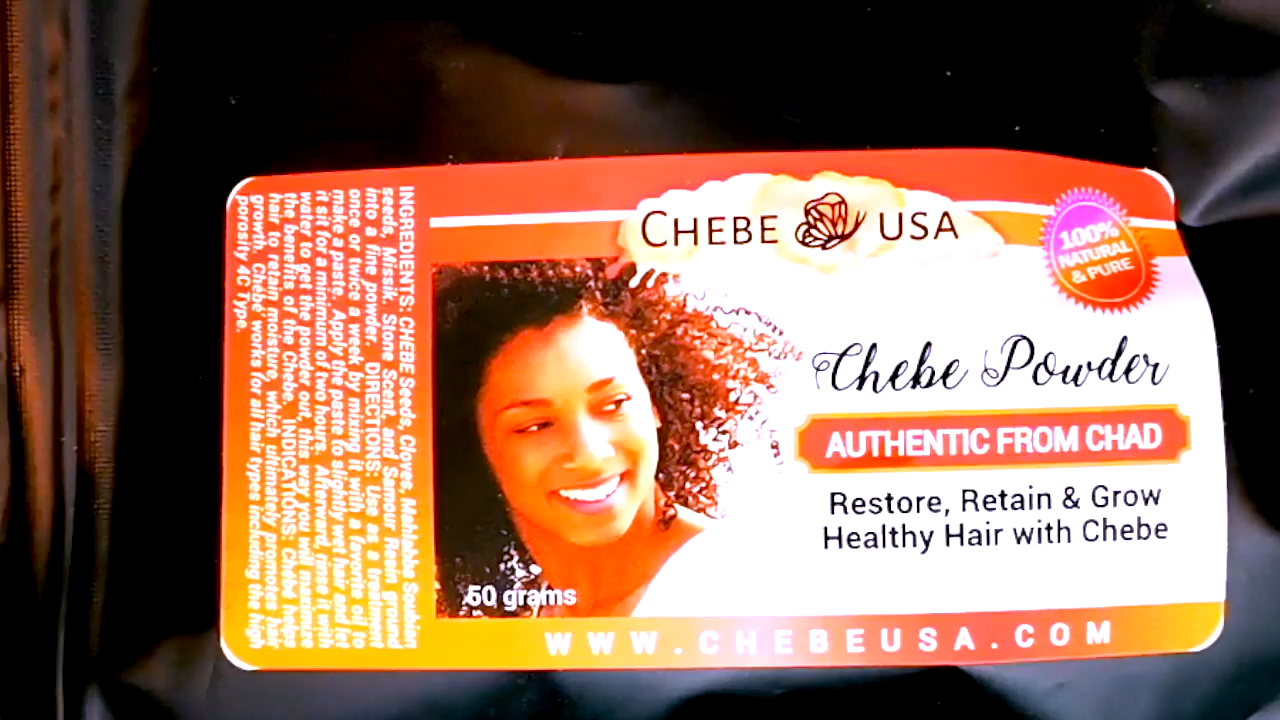 CHEBE USA
100%
NATURAL
& PURE
Chebe Powder
AUTHENTIC FROM CHAD
Restore, Retain & Grow
Healthy Hair with Chebe
50 grams
WWW.CHEBEUSA.COM
INGREDIENTS: CHEBE Seeds, Cloves, Mahlaba Soubian
seeds, Missik, Stone Scent, and Samour Resin ground
into a fine powder. DIRECTIONS: Use as a treatment
once or twice a week by mixing it with a favorite oil to
make a paste. Apply the paste to slightly wet hair and let
it sit for a minimum of two hours. Afterward, rinse it with
water to get the powder out, this way you will maximize
the benefits of the Chebe. INDICATIONS: Chebe helps
hair to retain moisture, which ultimately promotes hair
growth. Chebe works for all hair types including the high
porosity 4C Type.